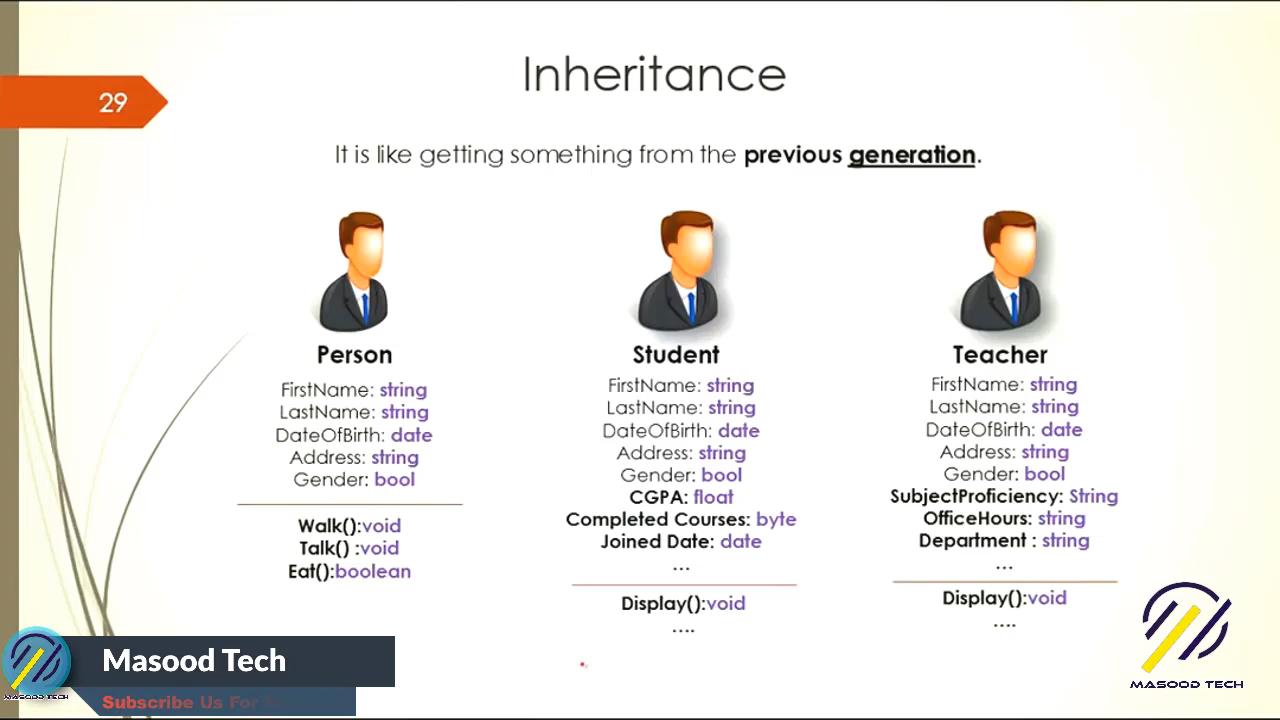 Inheritance
29
It is like getting something from the previous generation.
Person
FirstName: string
LastName: string
DateOfBirth: date
Address: string
Gender: bool
Walk():void
Talk() :void
Eat():boolean
Student
FirstName: string
LastName: string
DateOfBirth: date
Address: string
Gender: bool
CGPA: float
Completed Courses: byte
Joined Date: date
...
Display():void
....
Teacher
FirstName: string
LastName: string
DateOfBirth: date
Address: string
Gender: bool
SubjectProficiency: String
OfficeHours: string
Department : string
...
Display():void
....
Masood Tech
Subscribe Us For
MASOOD TECH
MASOOD TECH